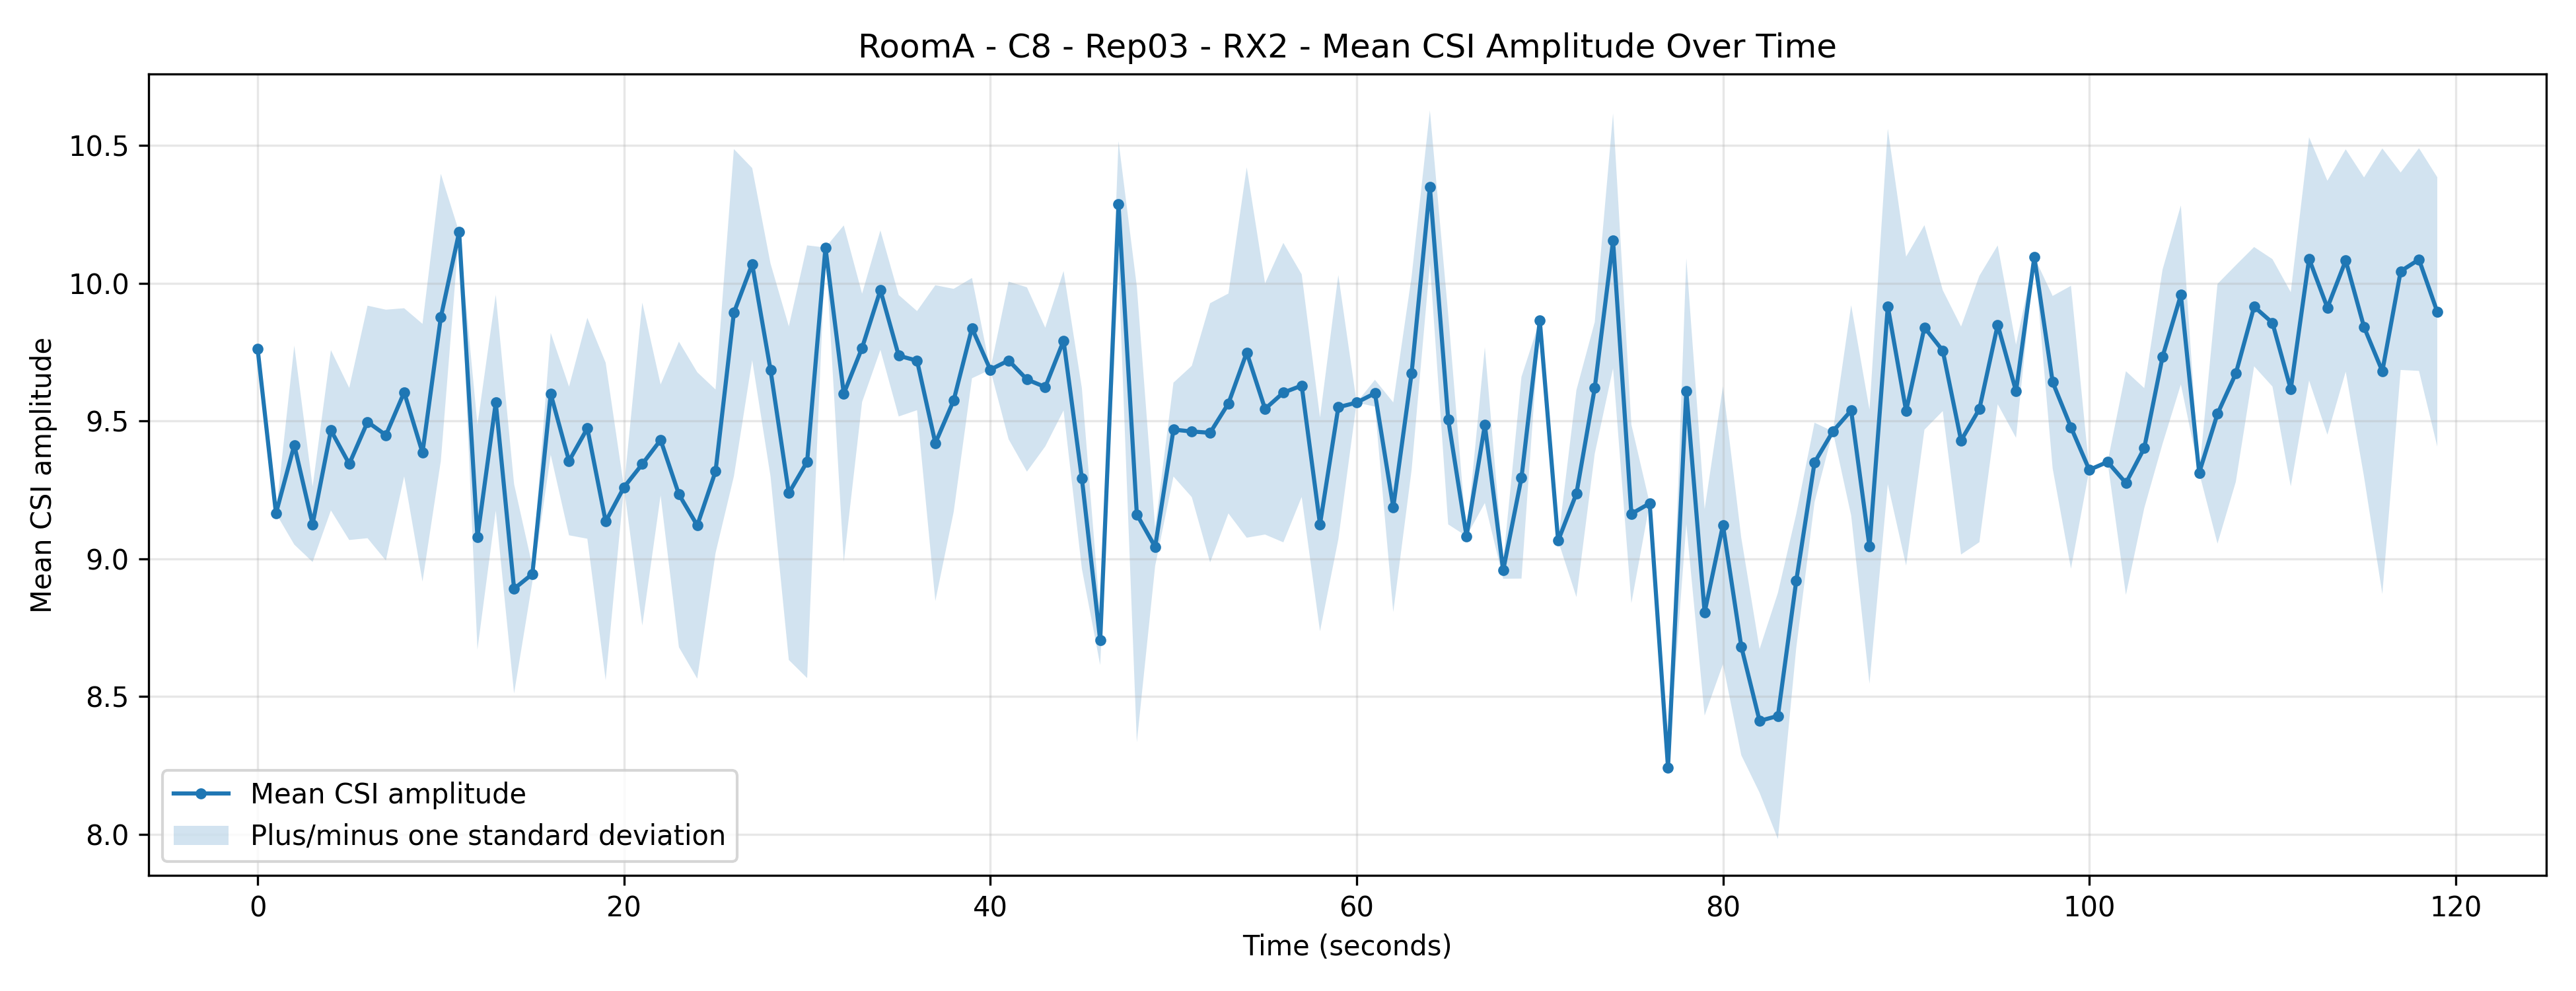 RoomA - C8 - Rep03 - RX2 - Mean CSI Amplitude Over Time
10.5
10.0
9.5
9.0
8.5
8.0
Mean CSI amplitude
Mean CSI amplitude
Plus/minus one standard deviation
0 20 40 60 80 100 120
Time (seconds)